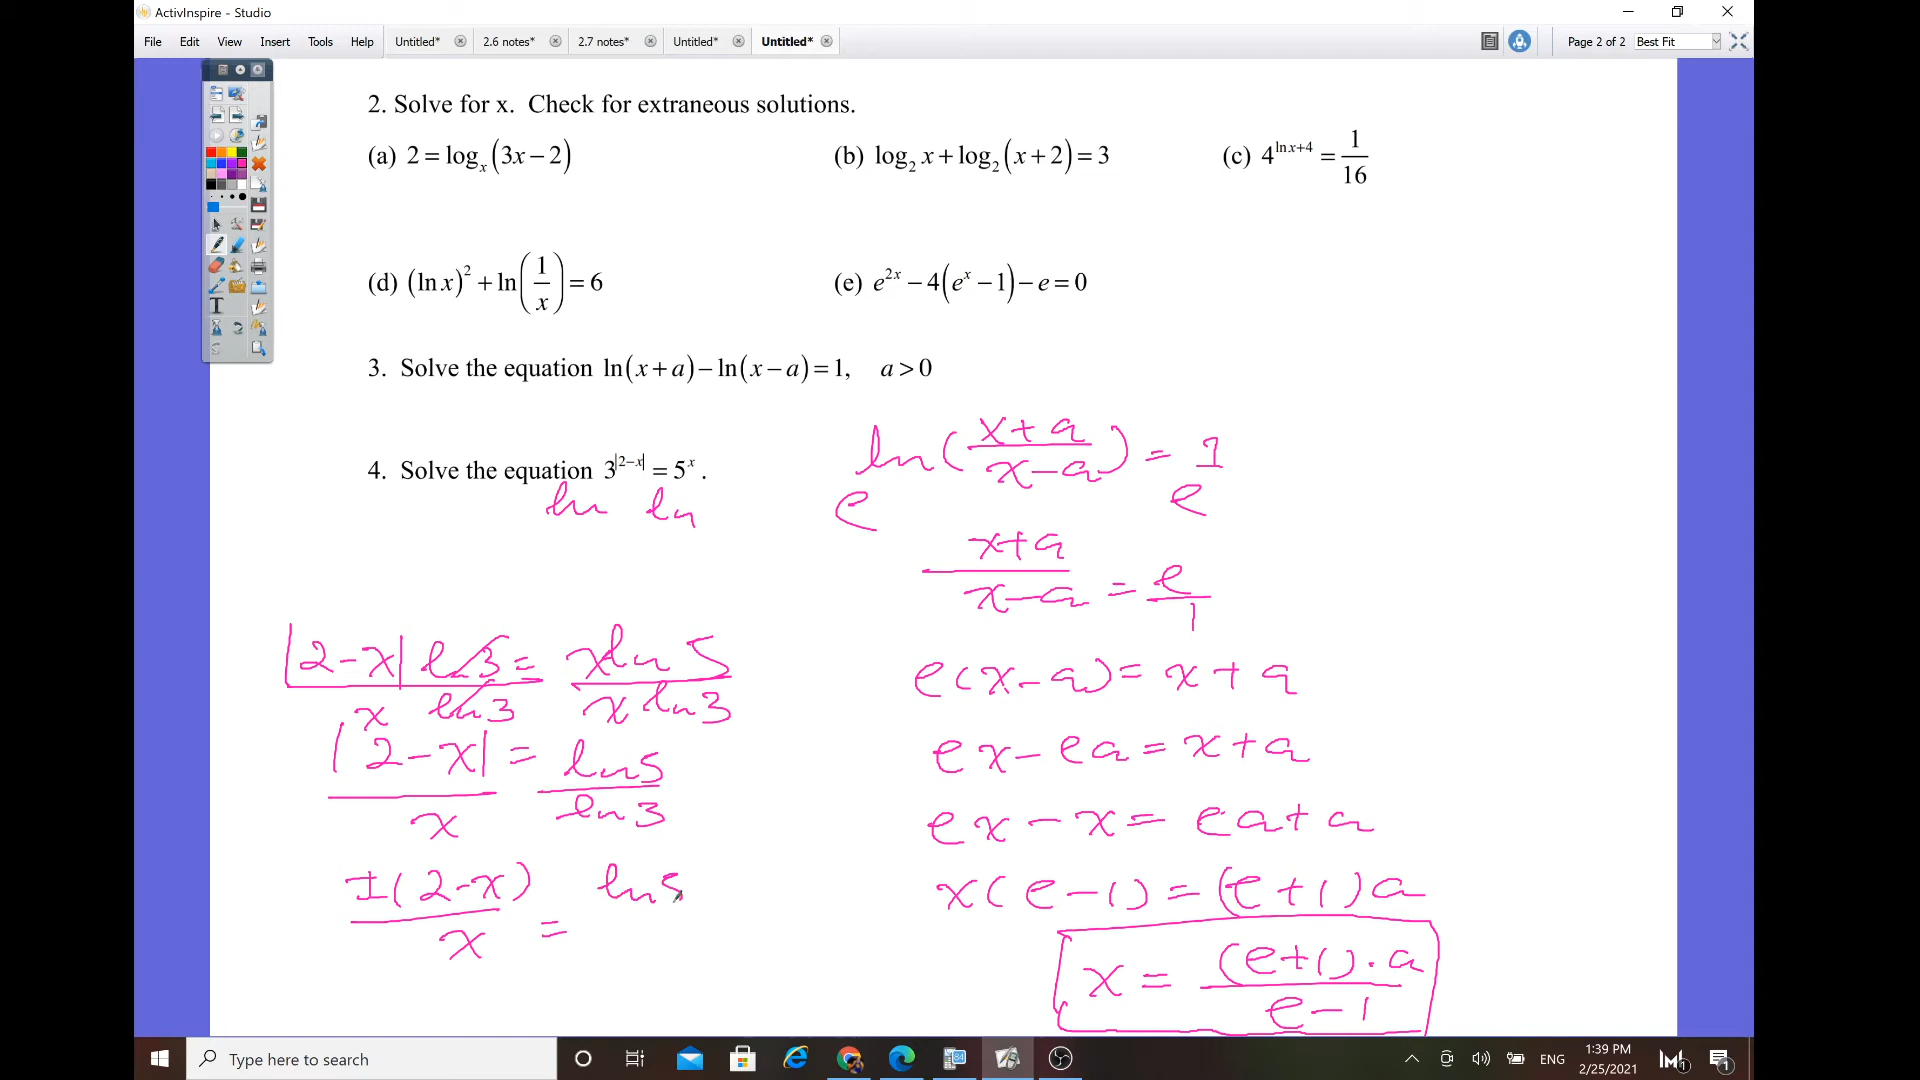 ActivInspire - Studio
File Edit View Insert Tools Help Untitled* 2.6 notes* 2.7 notes* Untitled* Untitled* Page 2 of 2 Best Fit
2. Solve for x. Check for extraneous solutions.
(a) 2 = logₓ(3x − 2) (b) log₂ x + log₂(x + 2) = 3 (c) 4^(ln x+4) = 1/16
(d) (ln x)² + ln(1/x) = 6 (e) e^(2x) − 4(e^x − 1) − e = 0
3. Solve the equation ln(x + a) − ln(x − a) = 1, a > 0
4. Solve the equation 3^|2−x| = 5^x.
ln ln
|2−x| ln3 / x ln3 = x ln5 / x ln3
|2−x| / x = ln5 / ln3
±(2−x) / x = ln5
ln(x+a / x−a) = 1
e e
x+a / x−a = e / 1
e(x−a) = x+a
ex−ea = x+a
ex−x = ea+a
x(e−1) = (e+1)a
x = (e+1)·a / e−1
Type here to search 84 ENG 1:39 PM 2/25/2021 1 1